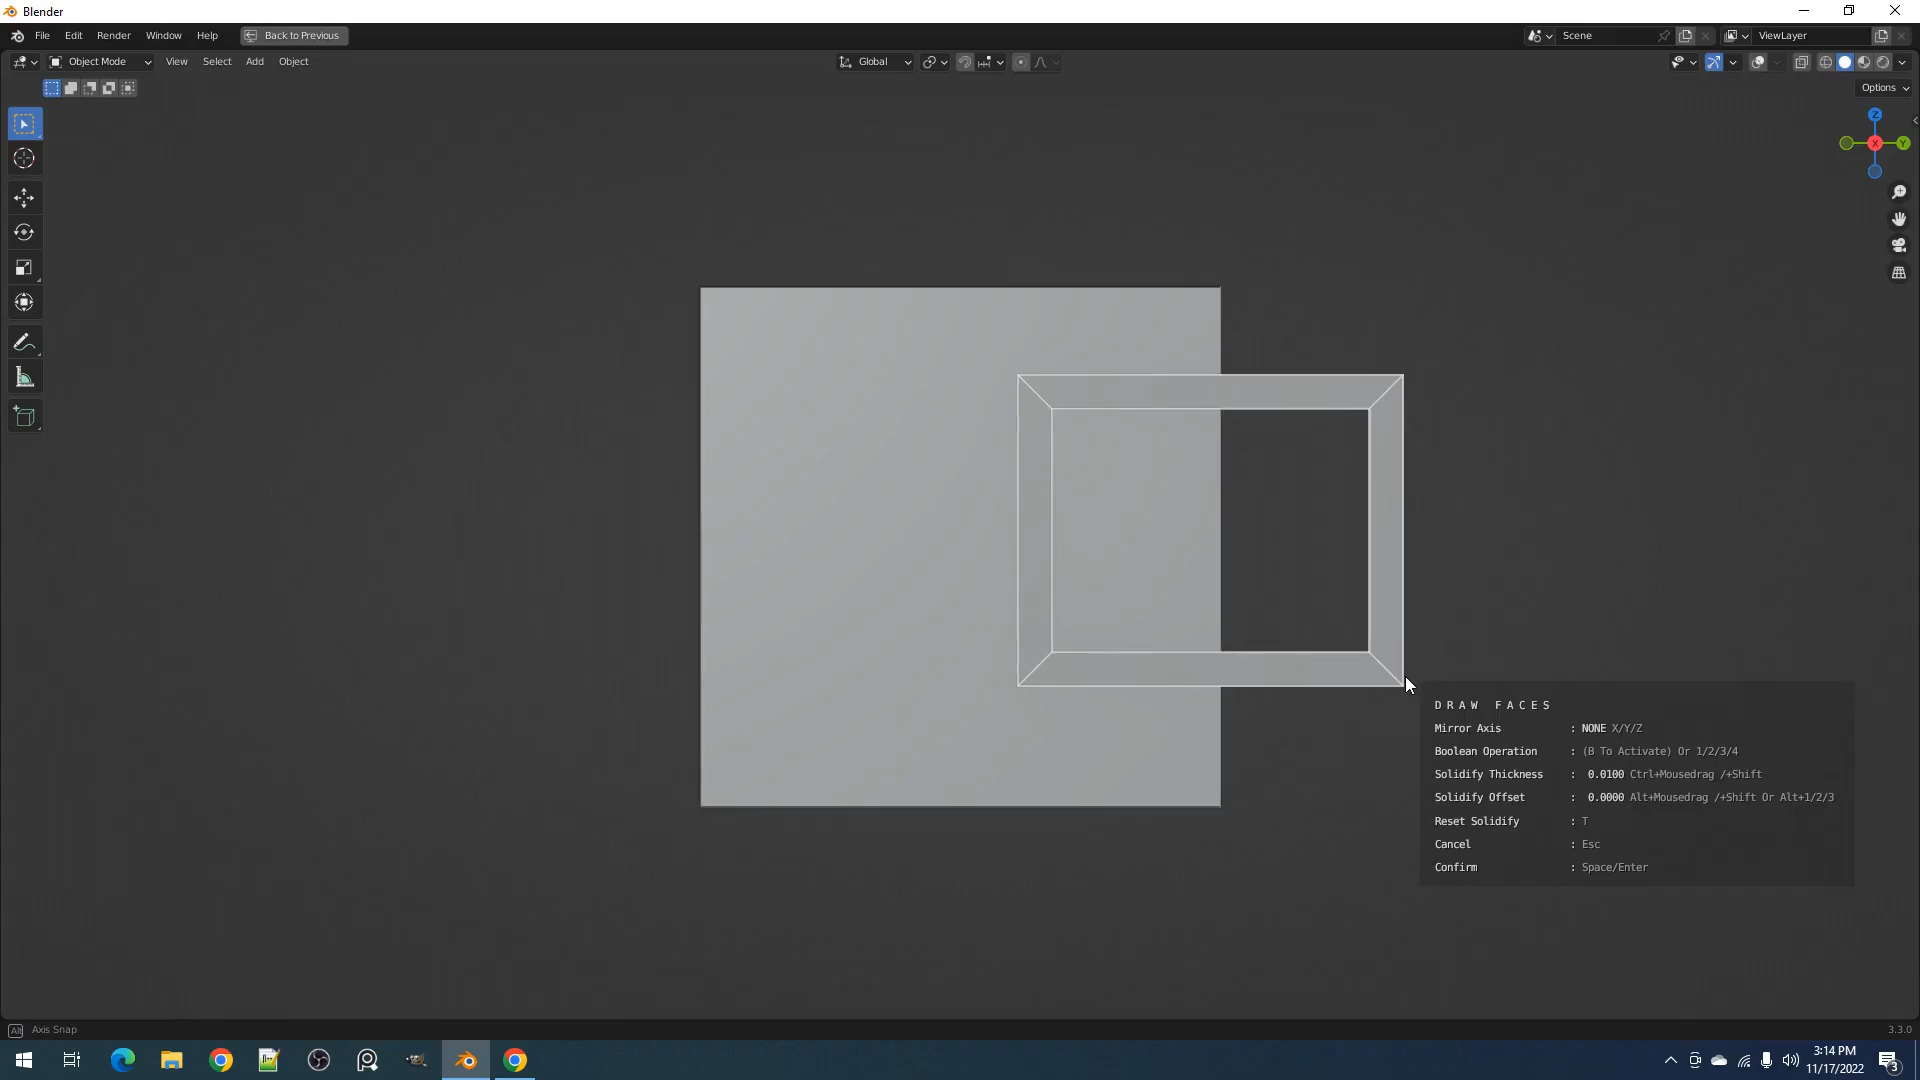 Blender
File Edit Render Window Help Back to Previous Scene ViewLayer
Object Mode View Select Add Object Global
Options
Z
X Y
DRAW FACES
Mirror Axis : NONE X/Y/Z
Boolean Operation : (B To Activate) Or 1/2/3/4
Solidify Thickness : 0.0100 Ctrl+Mousedrag /+Shift
Solidify Offset : 0.0000 Alt+Mousedrag /+Shift Or Alt+1/2/3
Reset Solidify : T
Cancel : Esc
Confirm : Space/Enter
Alt Axis Snap 3.3.0
3:14 PM
11/17/2022
3